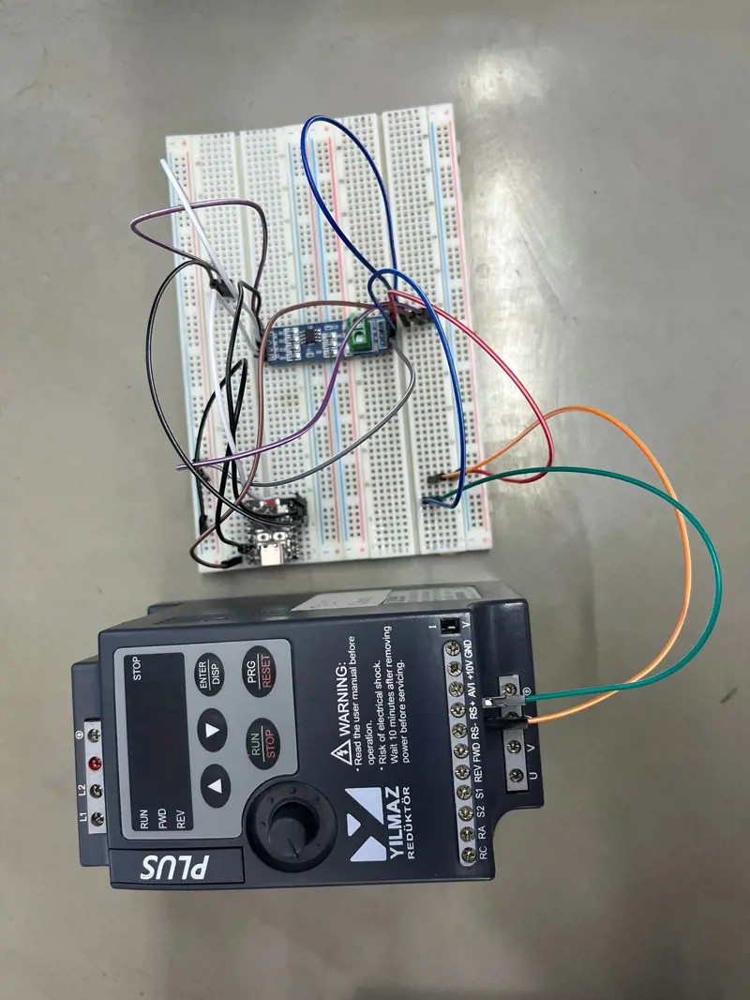 STOP
RUN
FWD
REV
ENTER
DISP
PRG
RESET
RUN
STOP
PLUS
WARNING:
• Read the user manual before
operation.
• Risk of electrical shock.
Wait 10 minutes after removing
power before servicing.
YILMAZ
REDÜKTÖR
I
V
RC RA S2 S1 REV FWD RS- RS+ AVI +10V GND
U V
L1 L2